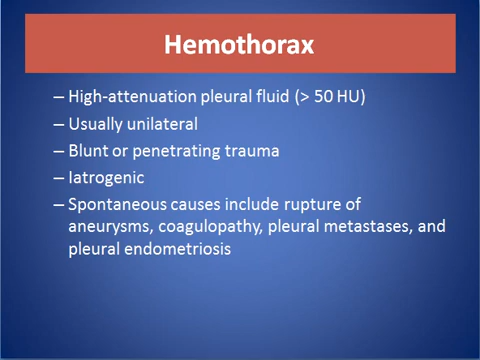 Hemothorax
– High-attenuation pleural fluid (> 50 HU)
– Usually unilateral
– Blunt or penetrating trauma
– Iatrogenic
– Spontaneous causes include rupture of
aneurysms, coagulopathy, pleural metastases, and
pleural endometriosis